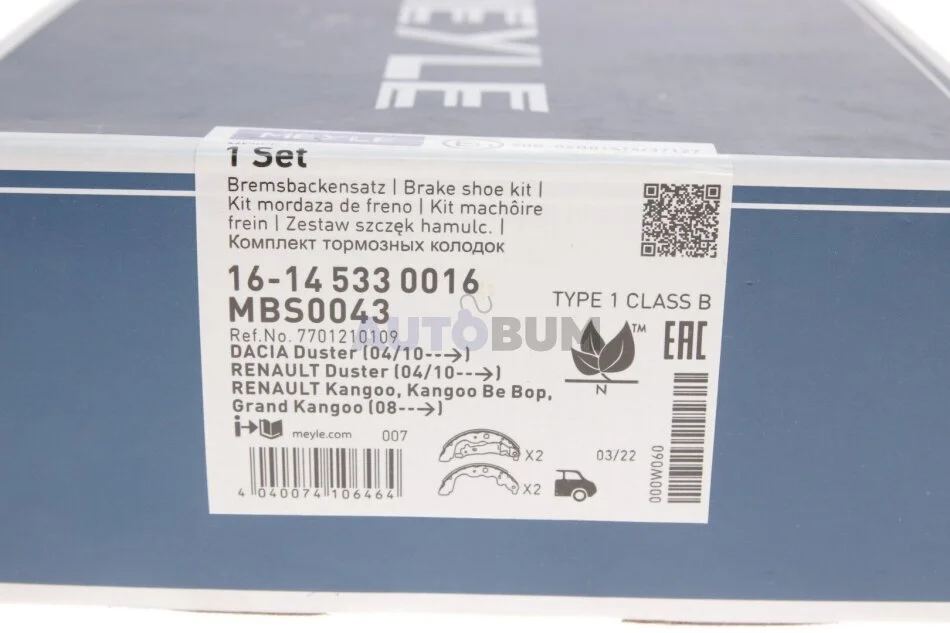 MEYLE
MEYLE
1 Set
Bremsbackensatz | Brake shoe kit |
Kit mordaza de freno | Kit machôire
frein | Zestaw szczęk hamulc. |
Комплект тормозных колодок
16-14 533 0016
MBS0043
Ref.No. 7701210109
DACIA Duster (04/10--->)
RENAULT Duster (04/10--->)
RENAULT Kangoo, Kangoo Be Bop,
Grand Kangoo (08--->)
meyle.com 007
4 040074 106464
X2
X2
03/22
TYPE 1 CLASS B
TM
N
EAC
000W060
AUTOBUM